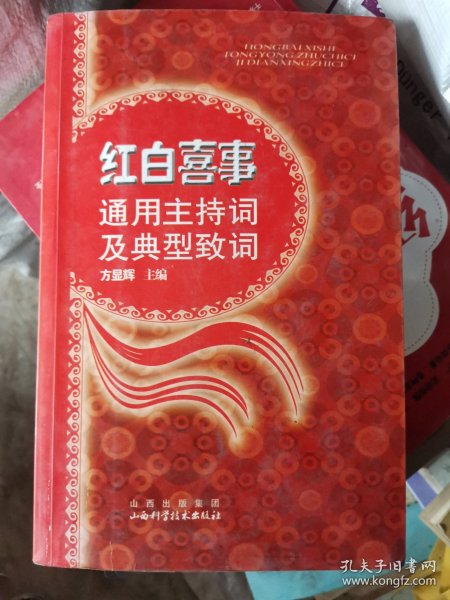 HONGBAI XISHI
TONGYONG ZHUCHICI
JI DIANXINGZHICI
红白喜事
通用主持词
及典型致词
方显辉 主编
山西出版集团
山西科学技术出版社
孔夫子旧书网
www.kongfz.com